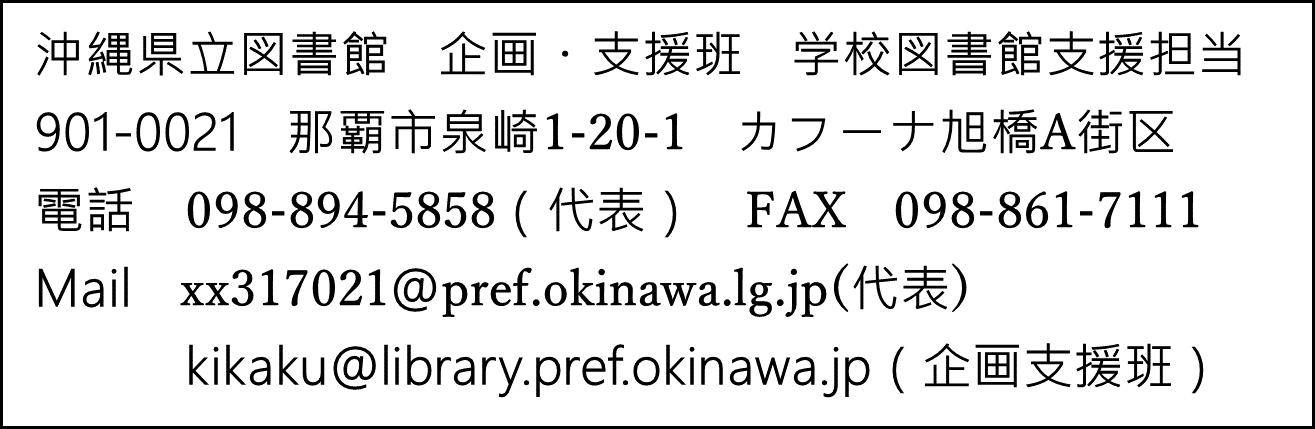 沖縄県立図書館　企画・支援班　学校図書館支援担当
901-0021　那覇市泉崎1-20-1　カフーナ旭橋A街区
電話　098-894-5858（代表）　FAX　098-861-7111
Mail　xx317021@pref.okinawa.lg.jp(代表)
kikaku@library.pref.okinawa.jp（企画支援班）